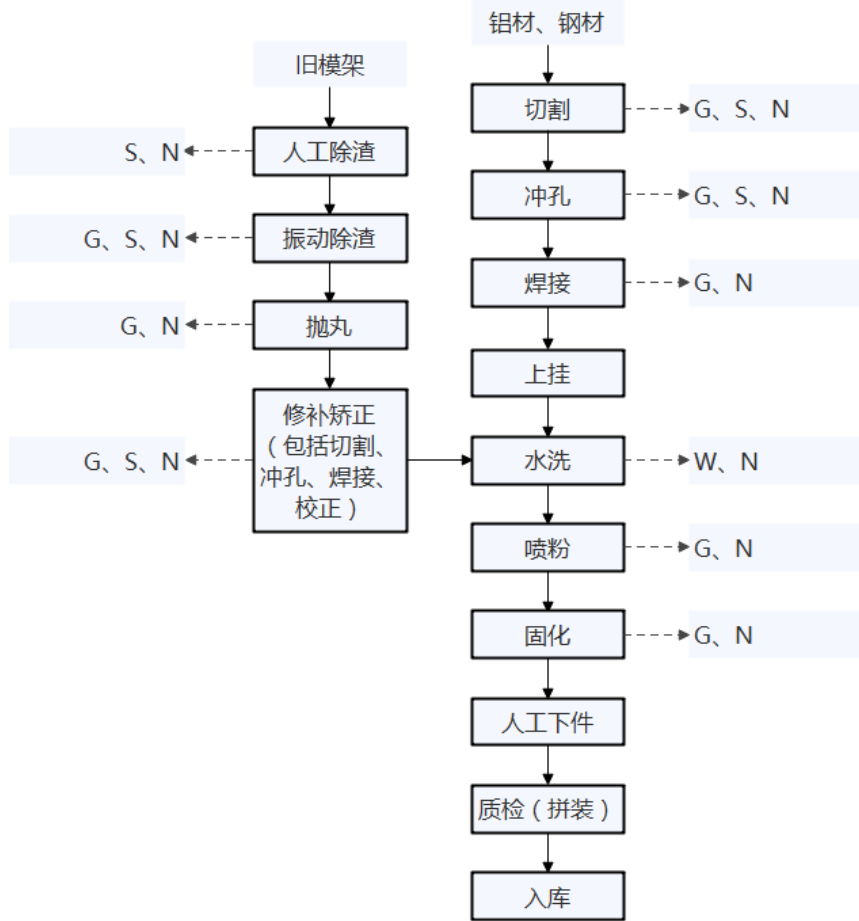 铝材、钢材
旧模架
切割
G、S、N
人工除渣
S、N
冲孔
G、S、N
振动除渣
G、S、N
焊接
G、N
抛丸
G、N
上挂
修补矫正
（包括切割、
冲孔、焊接、
校正）
G、S、N
水洗
W、N
喷粉
G、N
固化
G、N
人工下件
质检（拼装）
入库